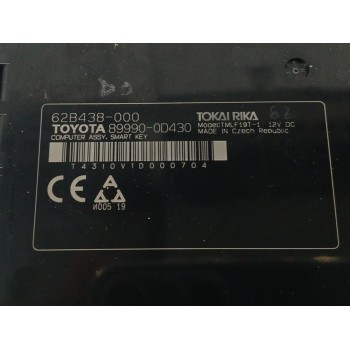 62B438-000 TOKAI RIKA
TOYOTA 89990-0D430 Model:TMLF19T-1 12V DC
COMPUTER ASSY, SMART KEY MADE IN Czech Republic
T4310V1D000704
CE
И005 19